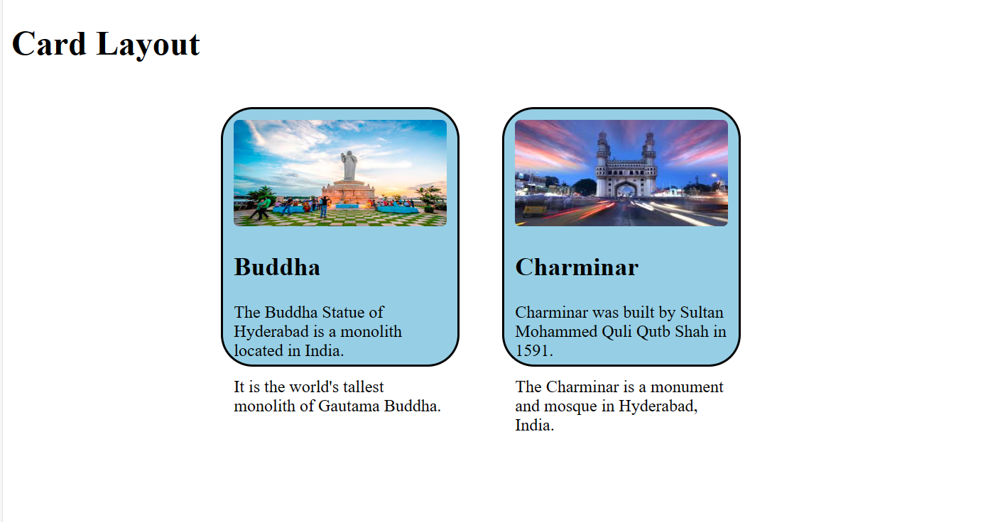 Card Layout
Buddha
The Buddha Statue of
Hyderabad is a monolith
located in India.
It is the world's tallest
monolith of Gautama Buddha.
Charminar
Charminar was built by Sultan
Mohammed Quli Qutb Shah in
1591.
The Charminar is a monument
and mosque in Hyderabad,
India.